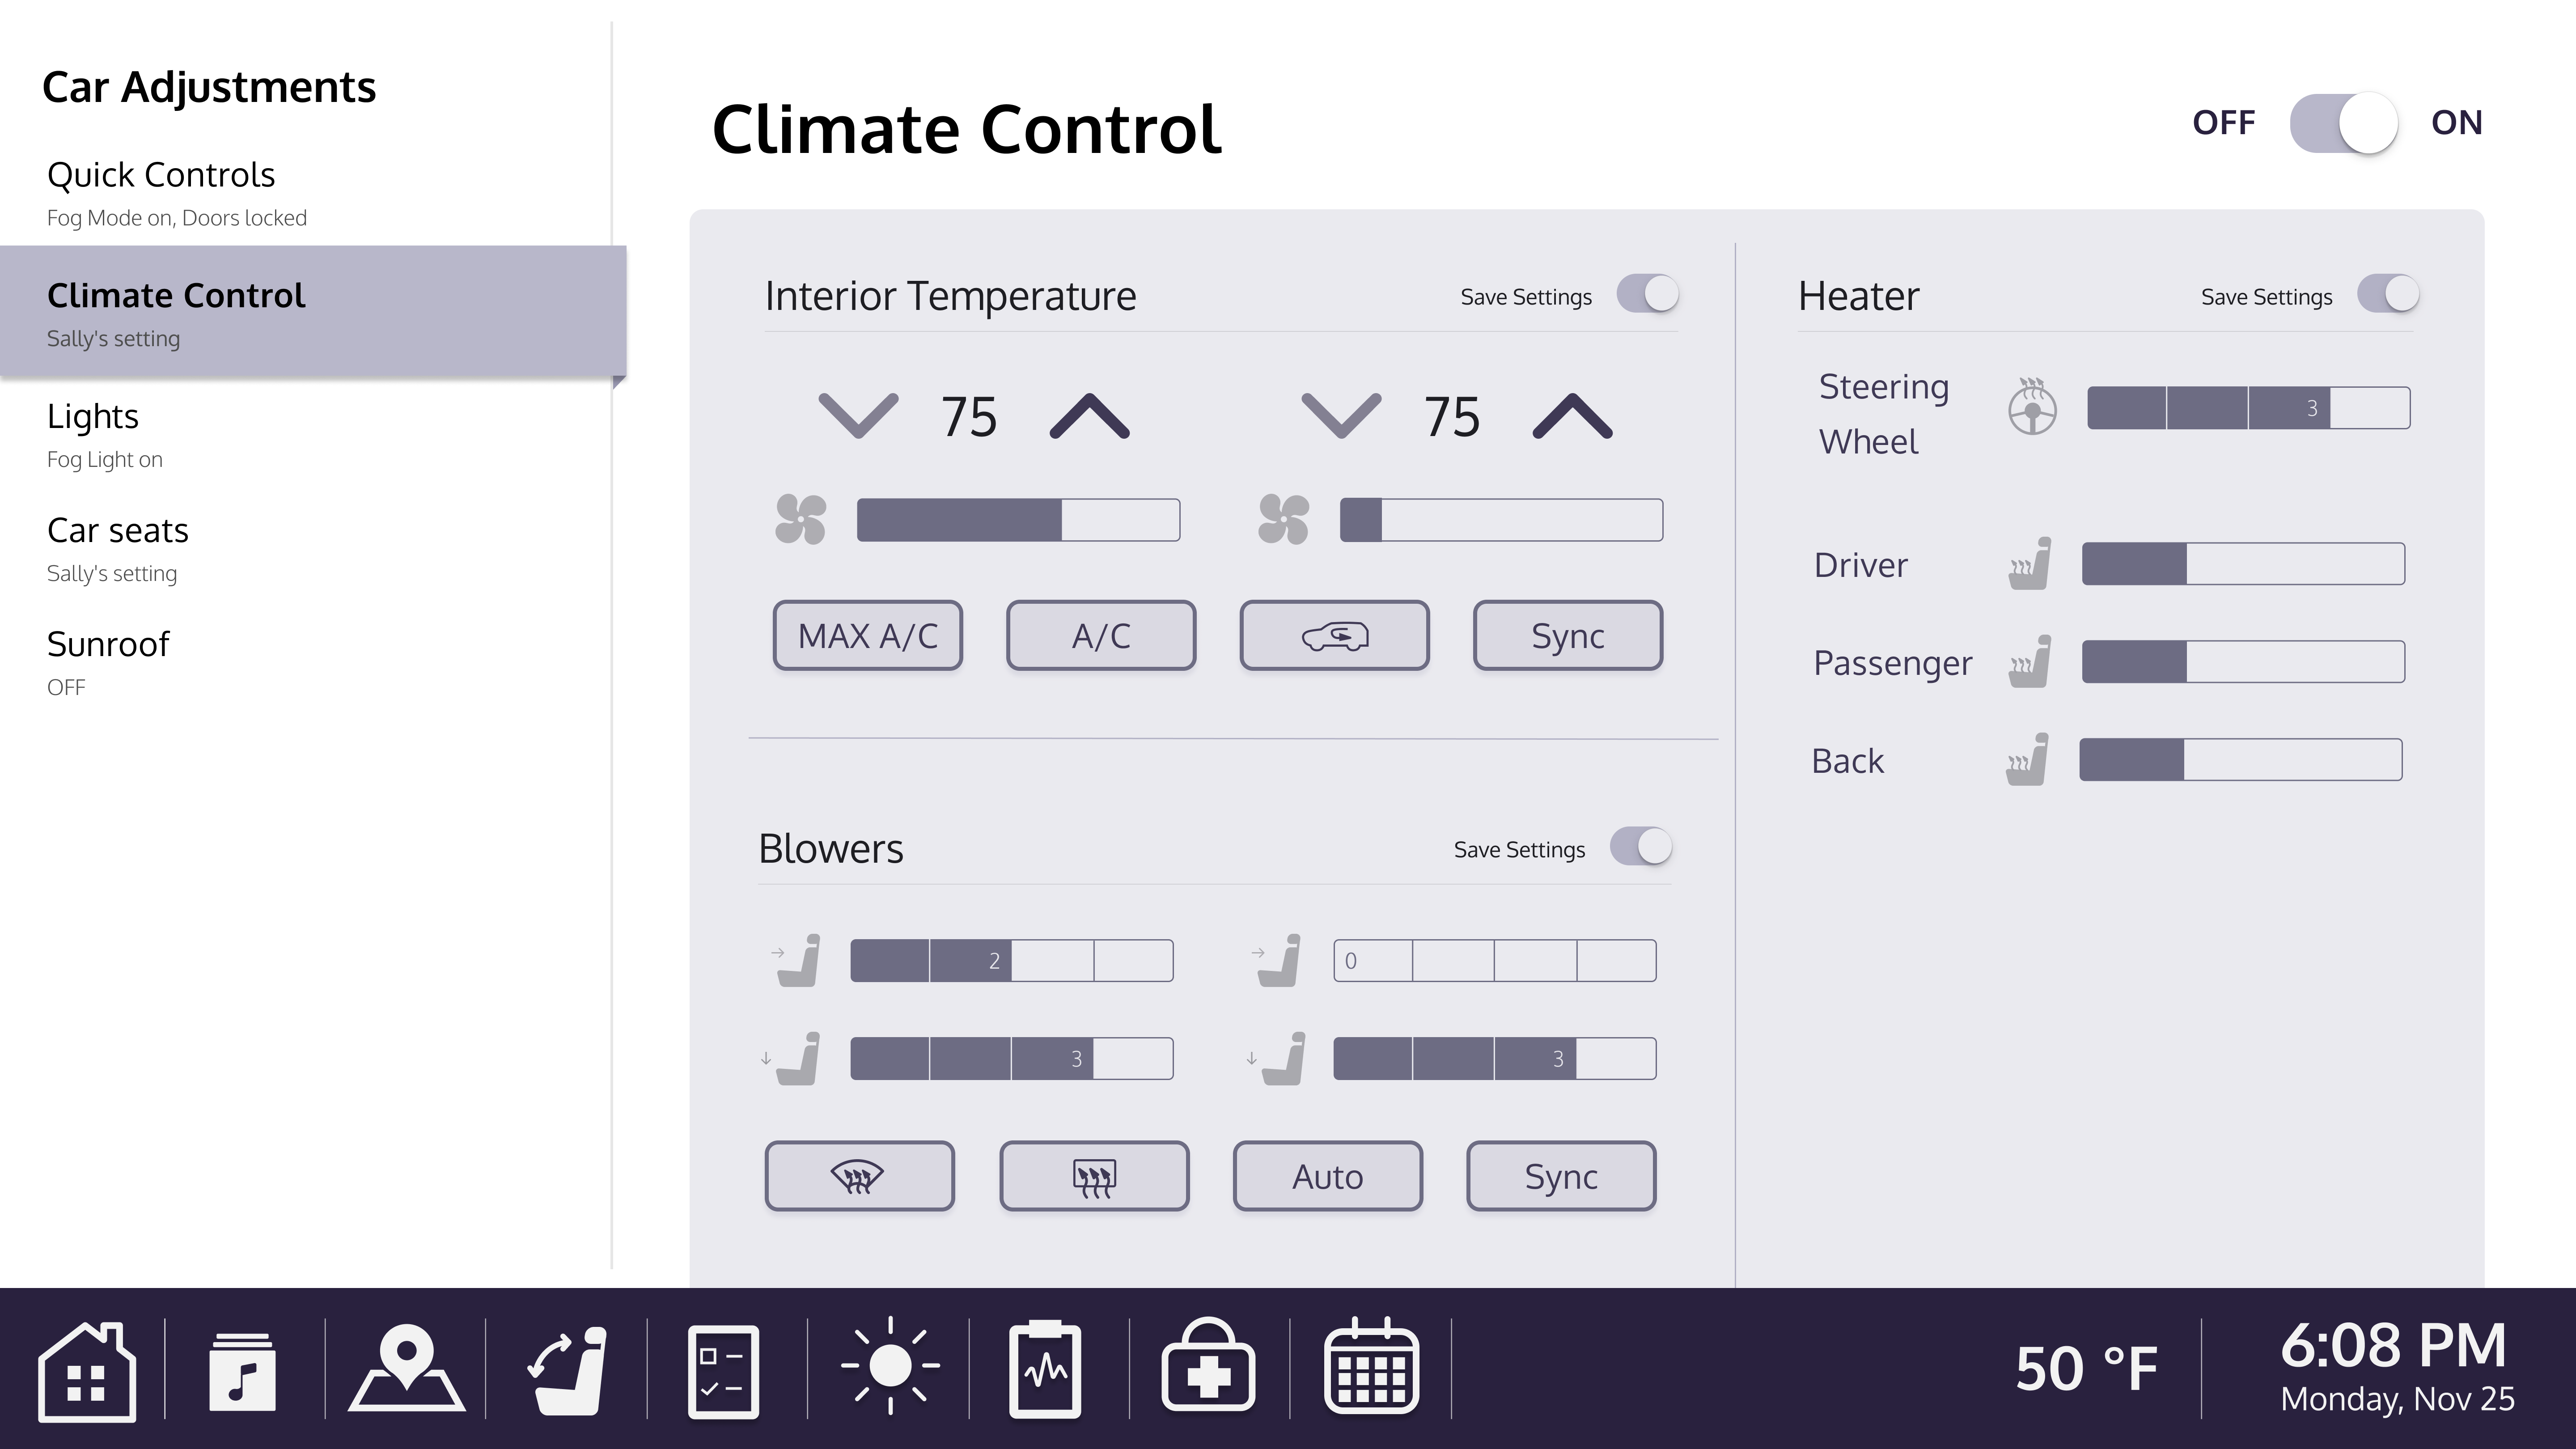 Car Adjustments
Quick Controls
Fog Mode on, Doors locked
Climate Control
Sally's setting
Lights
Fog Light on
Car seats
Sally's setting
Sunroof
OFF
Climate Control
OFF ON
Interior Temperature Save Settings
75 75
MAX A/C A/C Sync
Blowers Save Settings
2 0
3 3
Auto Sync
Heater Save Settings
Steering
Wheel
3
Driver
Passenger
Back
50 °F
6:08 PM
Monday, Nov 25